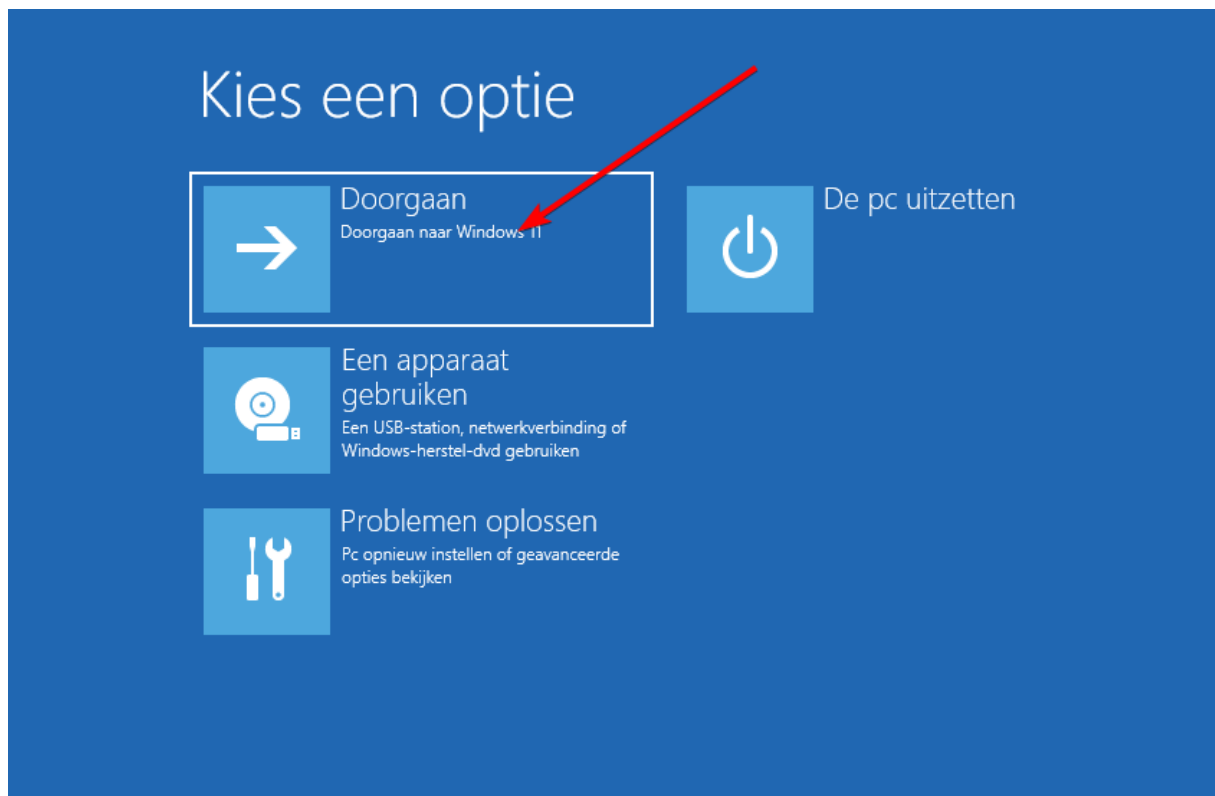 Kies een optie
Doorgaan
Doorgaan naar Windows 11
De pc uitzetten
Een apparaat
gebruiken
Een USB-station, netwerkverbinding of
Windows-herstel-dvd gebruiken
Problemen oplossen
Pc opnieuw instellen of geavanceerde
opties bekijken